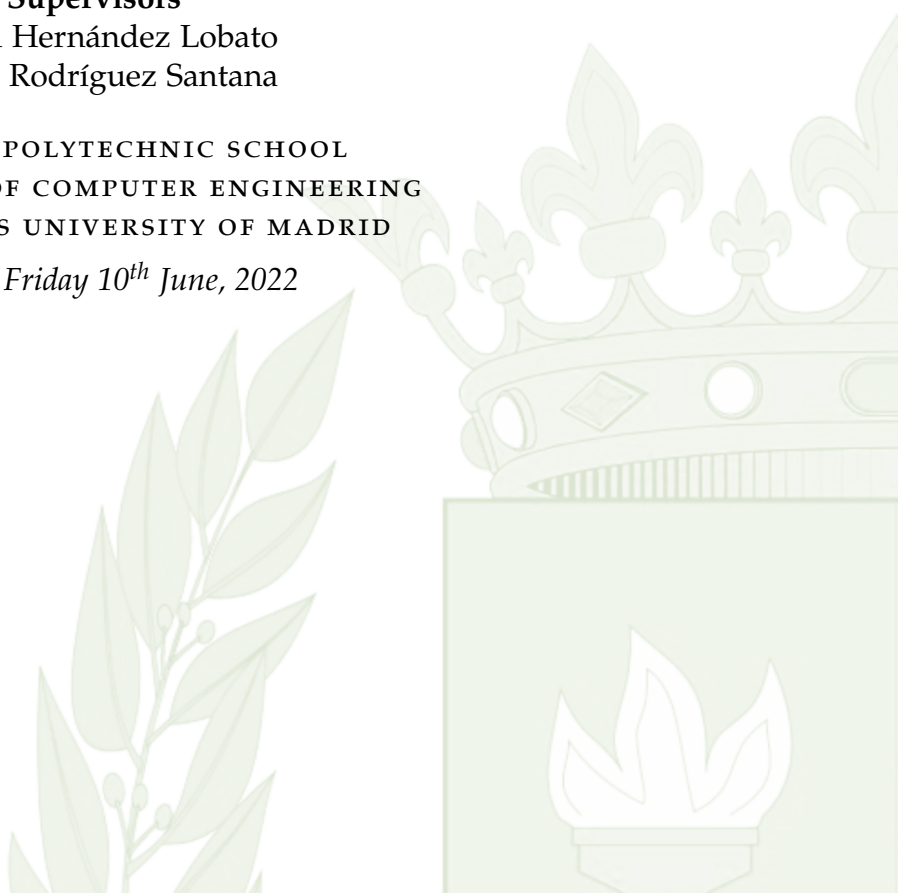 Supervisors
Hernández Lobato
Rodríguez Santana
POLYTECHNIC SCHOOL
OF COMPUTER ENGINEERING
S UNIVERSITY OF MADRID
Friday 10th June, 2022